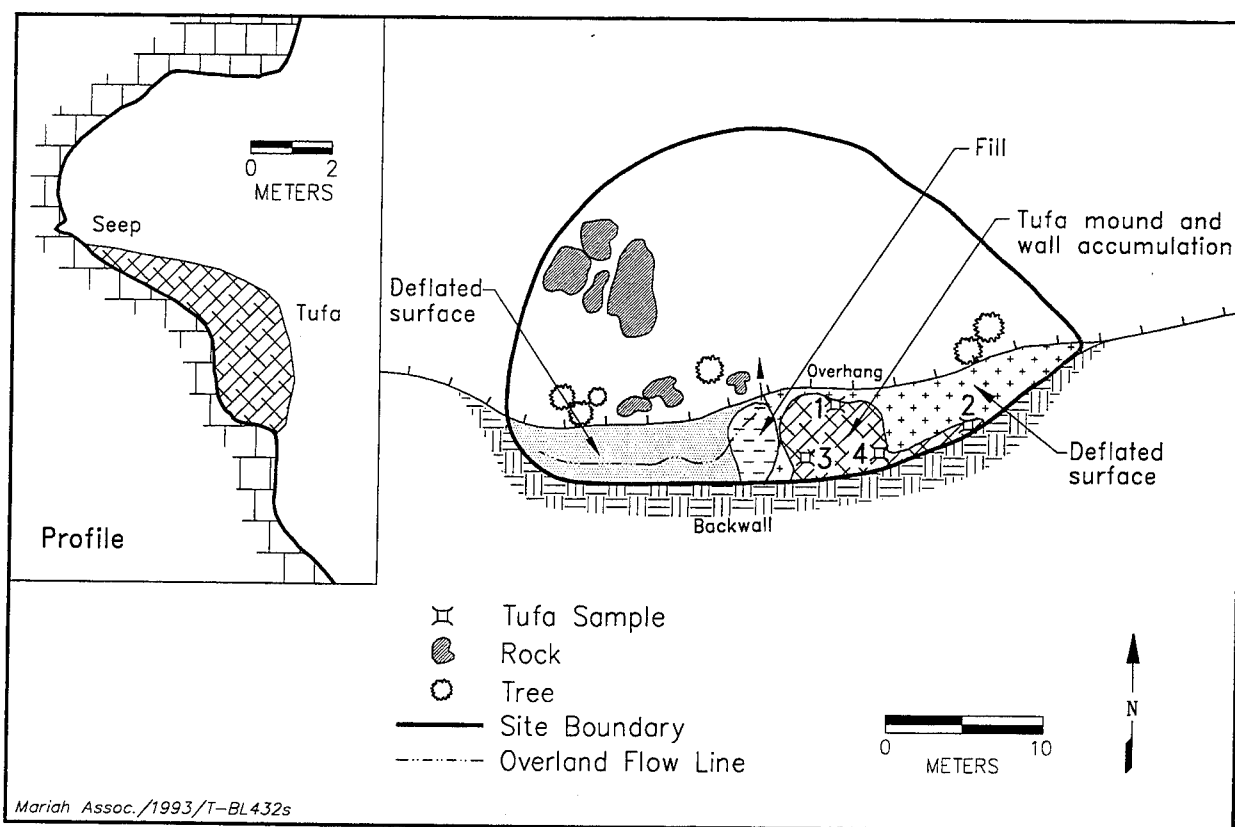 0 2
METERS
Seep
Tufa
Profile
Fill
Tufa mound and
wall accumulation
Deflated
surface
Overhang
1
2
3
4
Deflated
surface
Backwall
Tufa Sample
Rock
Tree
Site Boundary
Overland Flow Line
0 10
METERS
N
Mariah Assoc./1993/T-BL432s